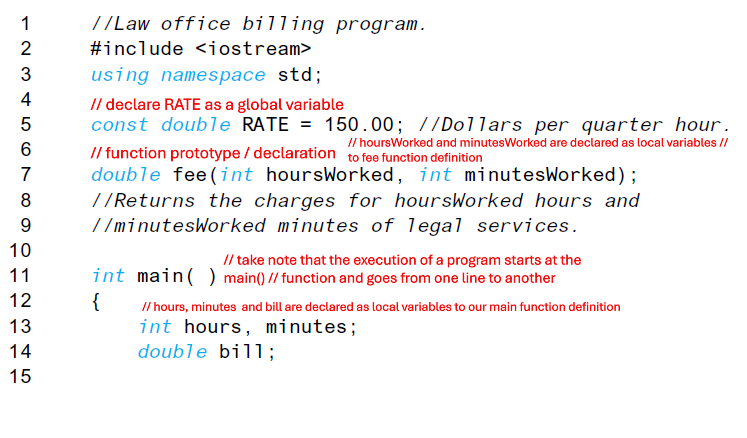 1 //Law office billing program.
2 #include <iostream>
3 using namespace std;
4 // declare RATE as a global variable
5 const double RATE = 150.00; //Dollars per quarter hour.
6 // function prototype / declaration // hoursWorked and minutesWorked are declared as local variables //
to fee function definition
7 double fee(int hoursWorked, int minutesWorked);
8 //Returns the charges for hoursWorked hours and
9 //minutesWorked minutes of legal services.
10
// take note that the execution of a program starts at the
11 int main( ) main() // function and goes from one line to another
12 { // hours, minutes and bill are declared as local variables to our main function definition
13 int hours, minutes;
14 double bill;
15